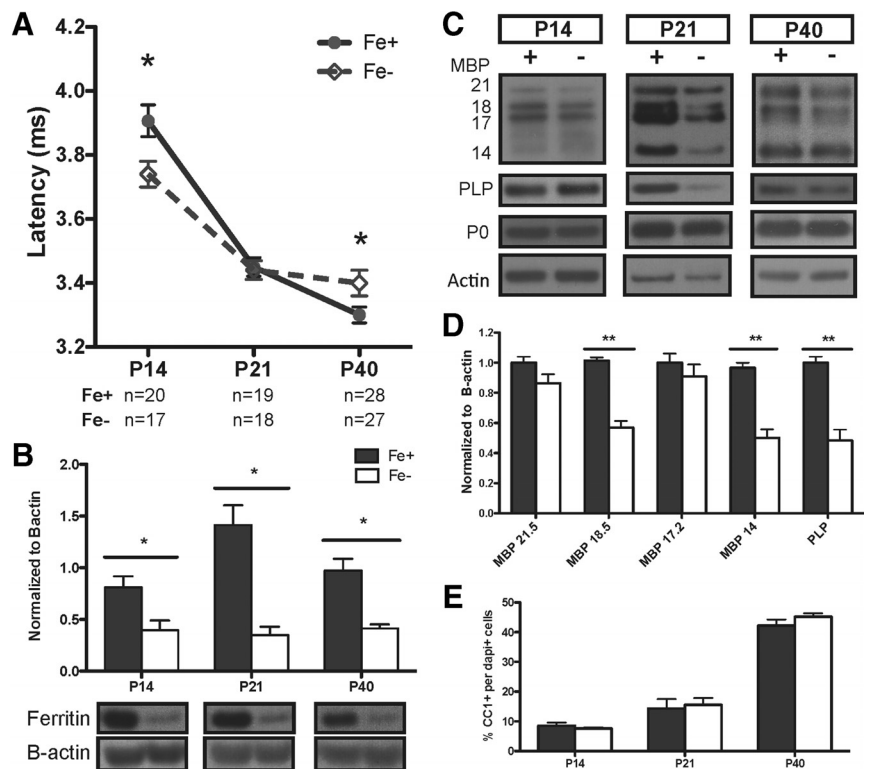 A
4.2
4.0
3.8
3.6
3.4
3.2
Latency (ms)
*
*
Fe+
Fe-
P14 P21 P40
Fe+ n=20 n=19 n=28
Fe- n=17 n=18 n=27
B
2.0
1.5
1.0
0.5
0.0
Normalized to Bactin
Fe+
Fe-
*
*
*
P14 P21 P40
Ferritin
B-actin
C
P14 P21 P40
+ - + - + -
MBP
21
18
17
14
PLP
P0
Actin
D
1.2
1.0
0.8
0.6
0.4
0.2
0.0
Normalized to B-actin
** ** **
MBP 21.5 MBP 18.5 MBP 17.2 MBP 14 PLP
E
50
40
30
20
10
0
% CC1+ per dapi+ cells
P14 P21 P40